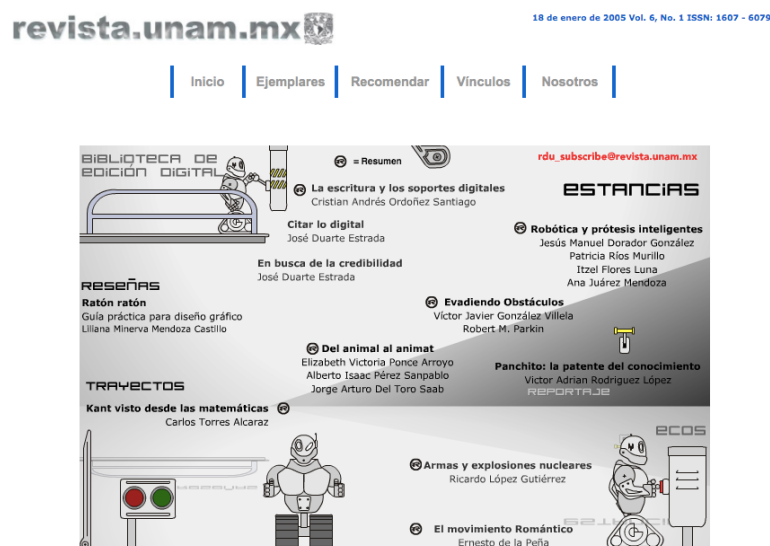 revista.unam.mx
18 de enero de 2005 Vol. 6, No. 1 ISSN: 1607 - 6079
Inicio
Ejemplares
Recomendar
Vínculos
Nosotros
BIBLIOTECA DE
EDICIÓN DIGITAL
R = Resumen
rdu_subscribe@revista.unam.mx
R La escritura y los soportes digitales
Cristian Andrés Ordoñez Santiago
Citar lo digital
José Duarte Estrada
En busca de la credibilidad
José Duarte Estrada
ESTANCIAS
R Robótica y prótesis inteligentes
Jesús Manuel Dorador González
Patricia Ríos Murillo
Itzel Flores Luna
Ana Juárez Mendoza
RESEÑAS
Ratón ratón
Guía práctica para diseño gráfico
Liliana Minerva Mendoza Castillo
R Evadiendo Obstáculos
Víctor Javier González Villela
Robert M. Parkin
R Del animal al animat
Elizabeth Victoria Ponce Arroyo
Alberto Isaac Pérez Sanpablo
Jorge Arturo Del Toro Saab
Panchito: la patente del conocimiento
Victor Adrian Rodriguez López
REPORTAJE
TRAYECTOS
Kant visto desde las matemáticas R
Carlos Torres Alcaraz
ECOS
R Armas y explosiones nucleares
Ricardo López Gutiérrez
R El movimiento Romántico
Ernesto de la Peña